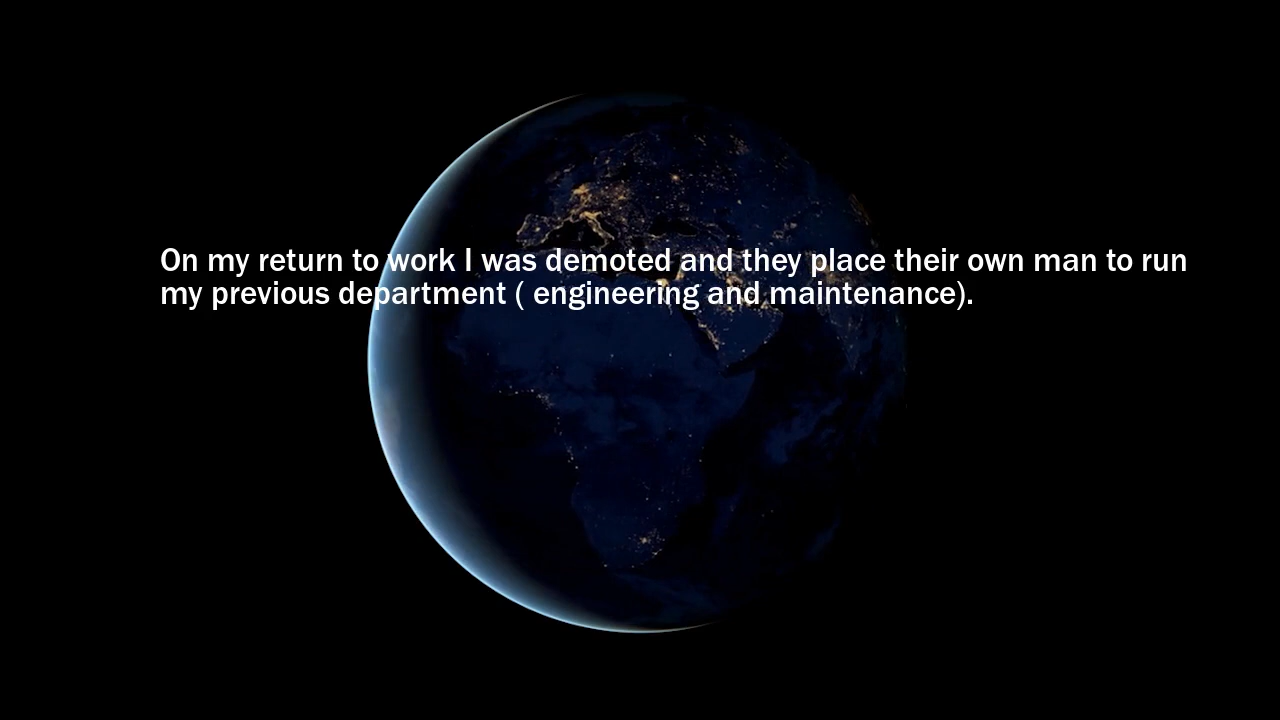 On my return to work I was demoted and they place their own man to run
my previous department ( engineering and maintenance).